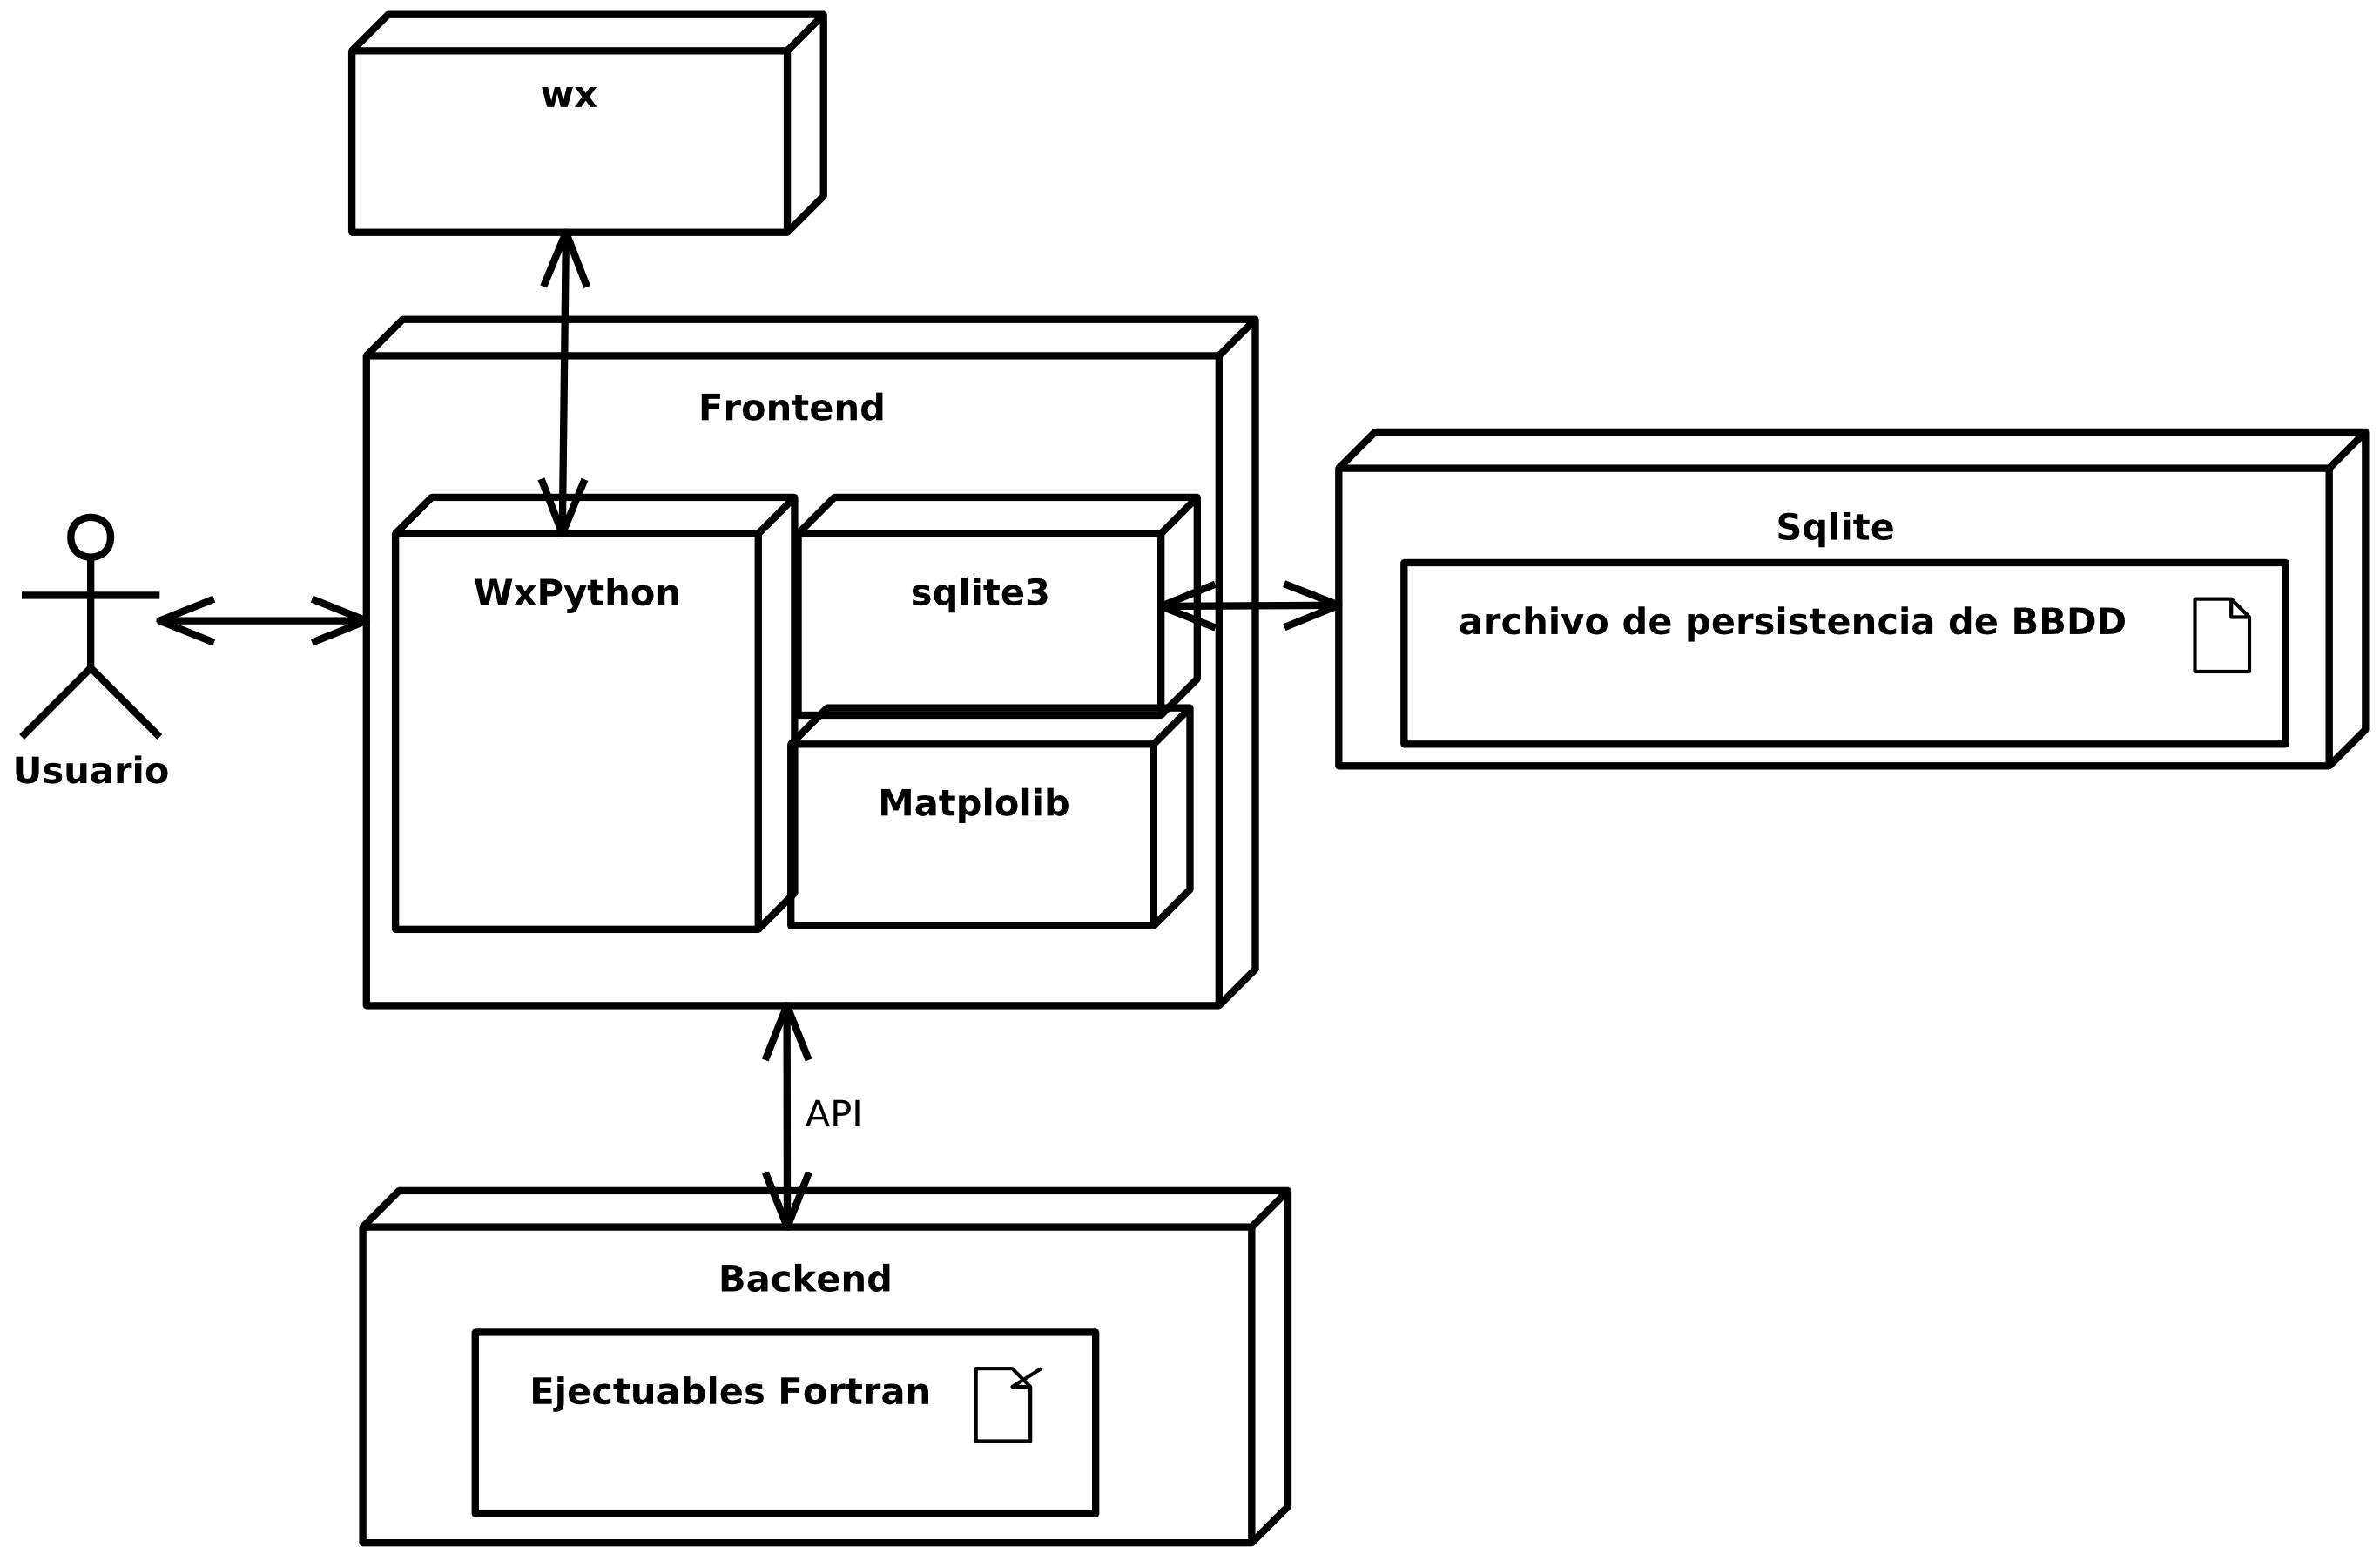 wx
Frontend
WxPython
sqlite3
Matplolib
Usuario
Sqlite
archivo de persistencia de BBDD
API
Backend
Ejectuables Fortran